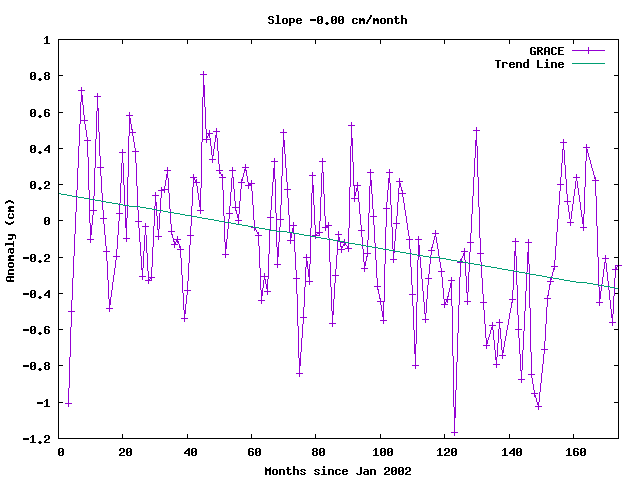 Slope -0.00 cm/month
GRACE
Trend Line
Anomaly (cm)
1
0.8
0.6
0.4
0.2
0
-0.2
-0.4
-0.6
-0.8
-1
-1.2
0 20 40 60 80 100 120 140 160
Months since Jan 2002